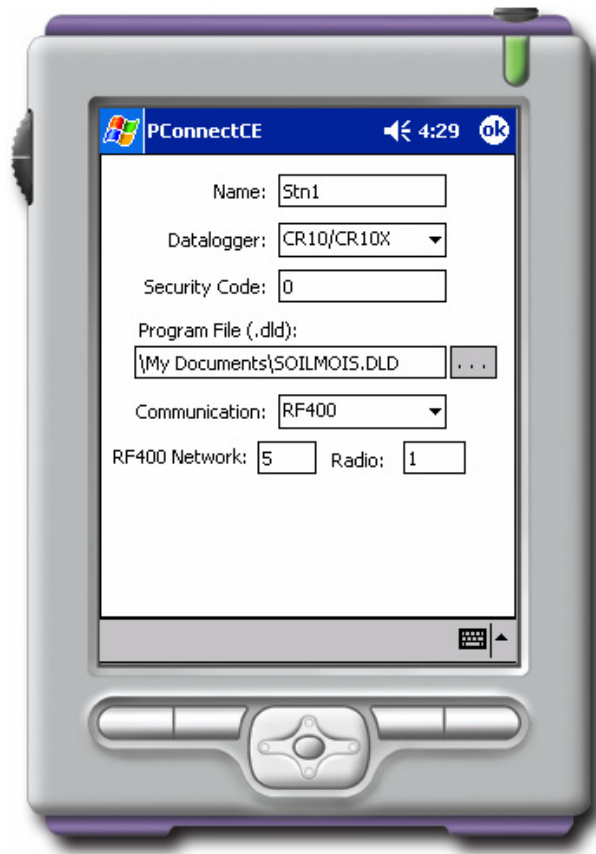 PConnectCE 4:29 ok
Name: Stn1
Datalogger: CR10/CR10X
Security Code: 0
Program File (.dld):
\My Documents\SOILMOIS.DLD ...
Communication: RF400
RF400 Network: 5 Radio: 1